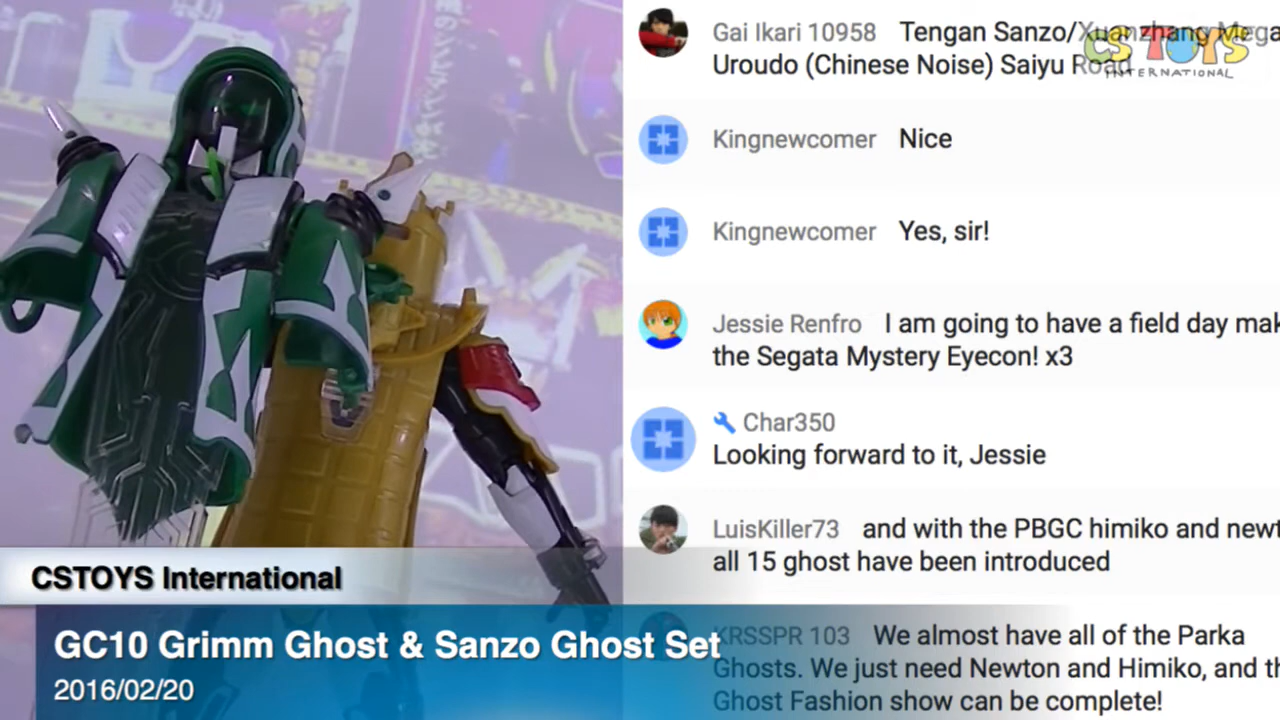 Gai Ikari 10958 Tengan Sanzo/Xuanzhang Mega
Uroudo (Chinese Noise) Saiyu Road
CS TOYS
INTERNATIONAL
Kingnewcomer Nice
Kingnewcomer Yes, sir!
Jessie Renfro I am going to have a field day mak
the Segata Mystery Eyecon! x3
Char350
Looking forward to it, Jessie
LuisKiller73 and with the PBGC himiko and newt
all 15 ghost have been introduced
KRSSPR 103 We almost have all of the Parka
Ghosts. We just need Newton and Himiko, and th
Ghost Fashion show can be complete!
CSTOYS International
GC10 Grimm Ghost & Sanzo Ghost Set
2016/02/20